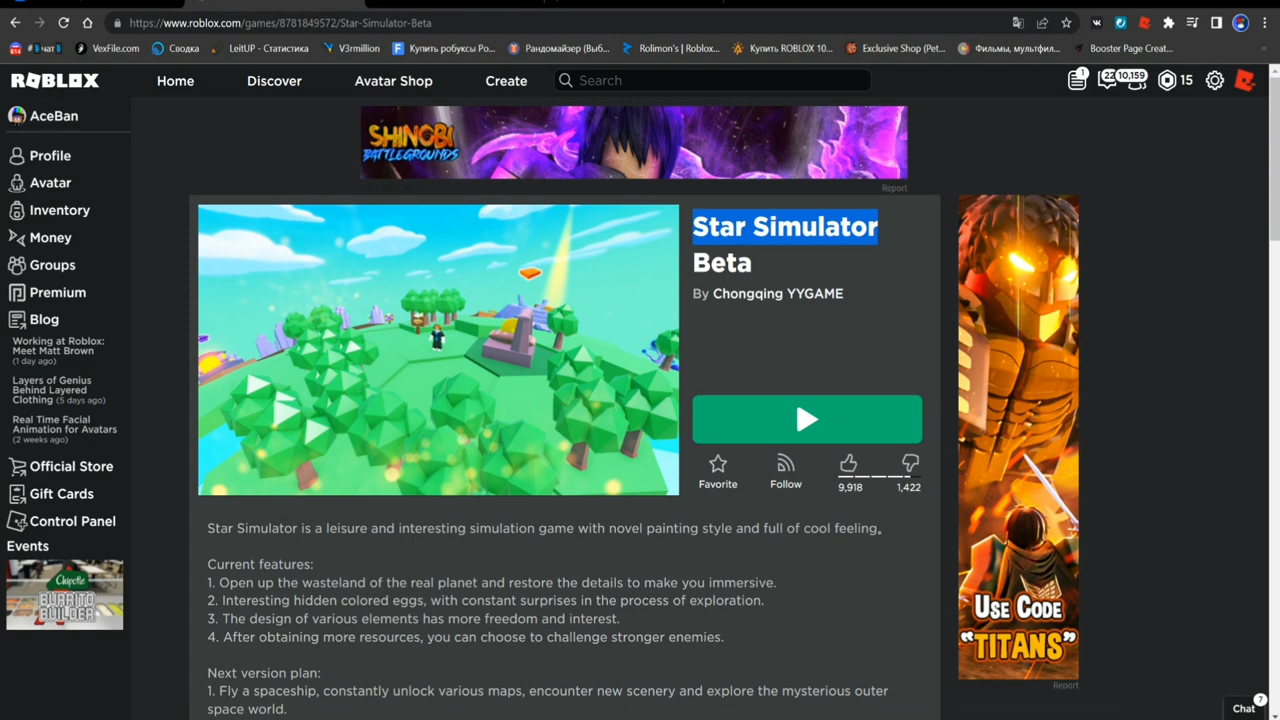 https://www.roblox.com/games/8781849572/Star-Simulator-Beta
VexFile.com
Сводка
LeitUP - Статистика
V3million
Купить робуксы Ро...
Рандомайзер (Выб...
Rolimon's | Roblox...
Купить ROBLOX 10...
Exclusive Shop (Pet...
Фильмы, мультфил...
Booster Page Creat...
ROBLOX
Home
Discover
Avatar Shop
Create
Search
1
10,159
15
AceBan
Profile
Avatar
Inventory
Money
Groups
Premium
Blog
Working at Roblox:
Meet Matt Brown
(1 day ago)
Layers of Genius
Behind Layered
Clothing (5 days ago)
Real Time Facial
Animation for Avatars
(2 weeks ago)
Official Store
Gift Cards
Control Panel
Events
Chipotle
BURRITO
BUILDER
SHINOBI
BATTLEGROUNDS
Report
Star Simulator
Beta
By Chongqing YYGAME
Favorite
Follow
9,918
1,422
Star Simulator is a leisure and interesting simulation game with novel painting style and full of cool feeling。
Current features:
1. Open up the wasteland of the real planet and restore the details to make you immersive.
2. Interesting hidden colored eggs, with constant surprises in the process of exploration.
3. The design of various elements has more freedom and interest.
4. After obtaining more resources, you can choose to challenge stronger enemies.
Next version plan:
1. Fly a spaceship, constantly unlock various maps, encounter new scenery and explore the mysterious outer
space world.
USE CODE
"TITANS"
Report
Chat
7